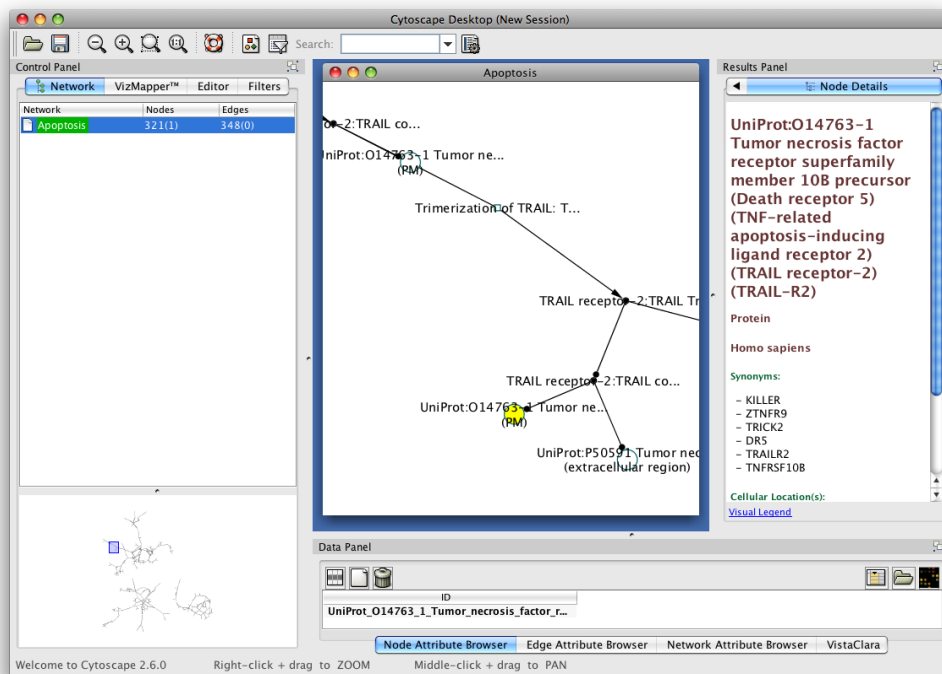 Cytoscape Desktop (New Session)
Search:
Control Panel
Network VizMapper™ Editor Filters
Network Nodes Edges
Apoptosis 321(1) 348(0)
Apoptosis
or-2:TRAIL co...
UniProt:O14763-1 Tumor ne...
(PM)
Trimerization of TRAIL: T...
TRAIL receptor-2:TRAIL Tr
TRAIL receptor-2:TRAIL co...
UniProt:O14763-1 Tumor ne...
(PM)
UniProt:P50591 Tumor nec
(extracellular region)
Results Panel
Node Details
UniProt:O14763-1
Tumor necrosis factor
receptor superfamily
member 10B precursor
(Death receptor 5)
(TNF-related
apoptosis-inducing
ligand receptor 2)
(TRAIL receptor-2)
(TRAIL-R2)
Protein
Homo sapiens
Synonyms:
- KILLER
- ZTNFR9
- TRICK2
- DR5
- TRAILR2
- TNFRSF10B
Cellular Location(s):
Visual Legend
Data Panel
ID
UniProt_O14763_1_Tumor_necrosis_factor_r...
Node Attribute Browser Edge Attribute Browser Network Attribute Browser VistaClara
Welcome to Cytoscape 2.6.0 Right-click + drag to ZOOM Middle-click + drag to PAN